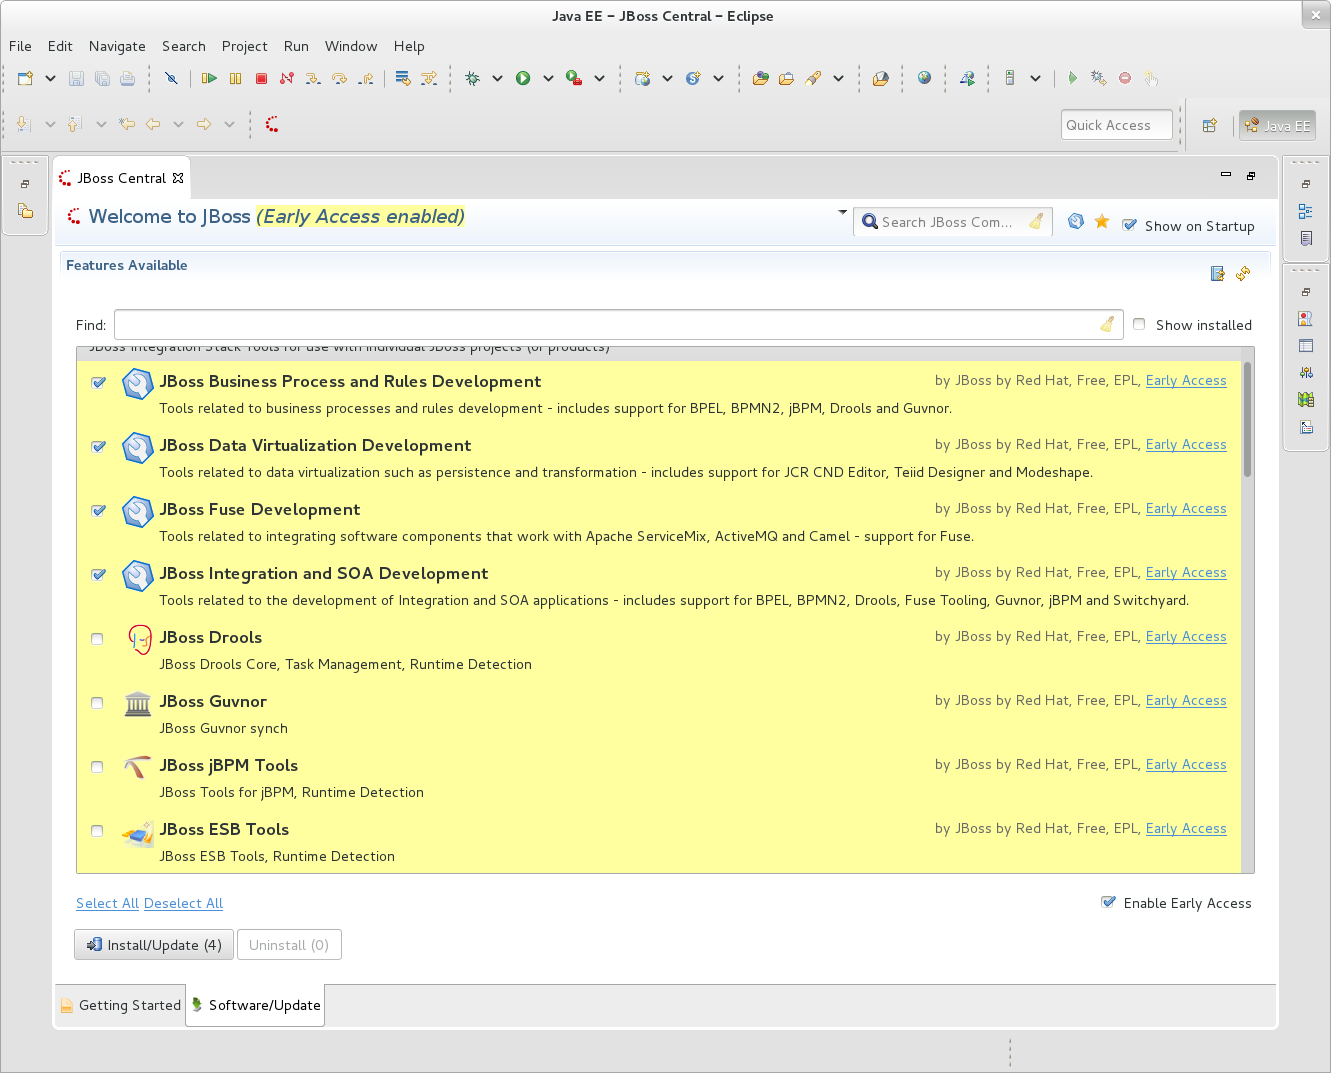 Java EE – JBoss Central – Eclipse
File Edit Navigate Search Project Run Window Help
Quick Access
Java EE
JBoss Central
Welcome to JBoss (Early Access enabled)
Search JBoss Com...
Show on Startup
Features Available
Find:
Show installed
JBoss Integration Stack Tools for use with individual JBoss projects (or products)
JBoss Business Process and Rules Development by JBoss by Red Hat, Free, EPL, Early Access
Tools related to business processes and rules development - includes support for BPEL, BPMN2, jBPM, Drools and Guvnor.
JBoss Data Virtualization Development by JBoss by Red Hat, Free, EPL, Early Access
Tools related to data virtualization such as persistence and transformation - includes support for JCR CND Editor, Teiid Designer and Modeshape.
JBoss Fuse Development by JBoss by Red Hat, Free, EPL, Early Access
Tools related to integrating software components that work with Apache ServiceMix, ActiveMQ and Camel - support for Fuse.
JBoss Integration and SOA Development by JBoss by Red Hat, Free, EPL, Early Access
Tools related to the development of Integration and SOA applications - includes support for BPEL, BPMN2, Drools, Fuse Tooling, Guvnor, jBPM and Switchyard.
JBoss Drools by JBoss by Red Hat, Free, EPL, Early Access
JBoss Drools Core, Task Management, Runtime Detection
JBoss Guvnor by JBoss by Red Hat, Free, EPL, Early Access
JBoss Guvnor synch
JBoss jBPM Tools by JBoss by Red Hat, Free, EPL, Early Access
JBoss Tools for jBPM, Runtime Detection
JBoss ESB Tools by JBoss by Red Hat, Free, EPL, Early Access
JBoss ESB Tools, Runtime Detection
Select All Deselect All
Enable Early Access
Install/Update (4) Uninstall (0)
Getting Started Software/Update